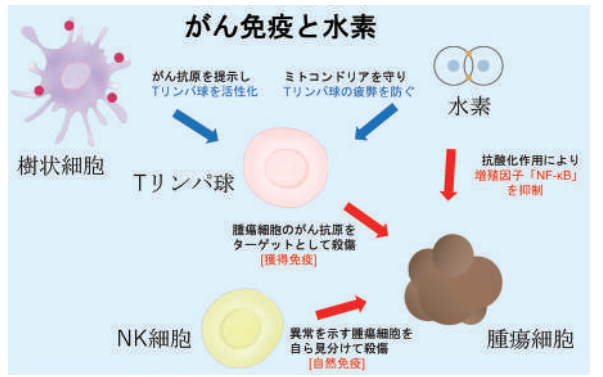 がん免疫と水素
がん抗原を提示し
Tリンパ球を活性化
ミトコンドリアを守り
Tリンパ球の疲弊を防ぐ
水素
樹状細胞
Tリンパ球
抗酸化作用により
増殖因子「NF-κB」
を抑制
腫瘍細胞のがん抗原を
ターゲットとして殺傷
[獲得免疫]
NK細胞
異常を示す腫瘍細胞を
自ら見分けて殺傷
[自然免疫]
腫瘍細胞